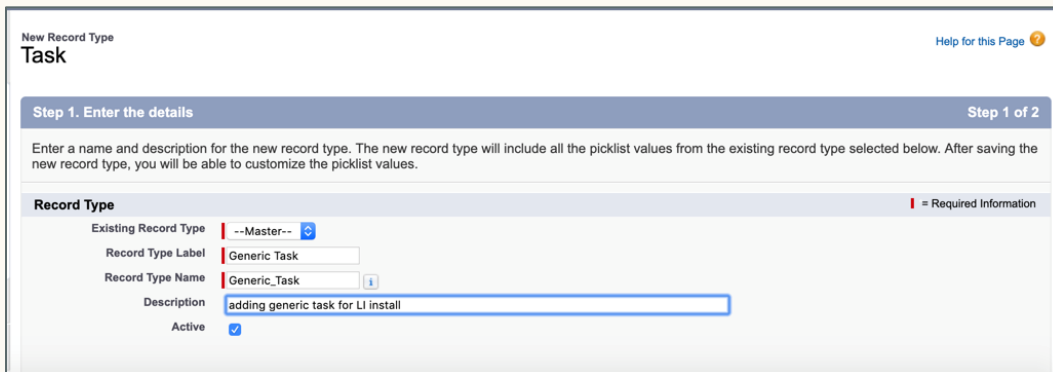 New Record Type
Task
Help for this Page
Step 1. Enter the details
Step 1 of 2
Enter a name and description for the new record type. The new record type will include all the picklist values from the existing record type selected below. After saving the
new record type, you will be able to customize the picklist values.
Record Type
= Required Information
Existing Record Type
--Master--
Record Type Label
Generic Task
Record Type Name
Generic_Task
i
Description
adding generic task for LI install
Active